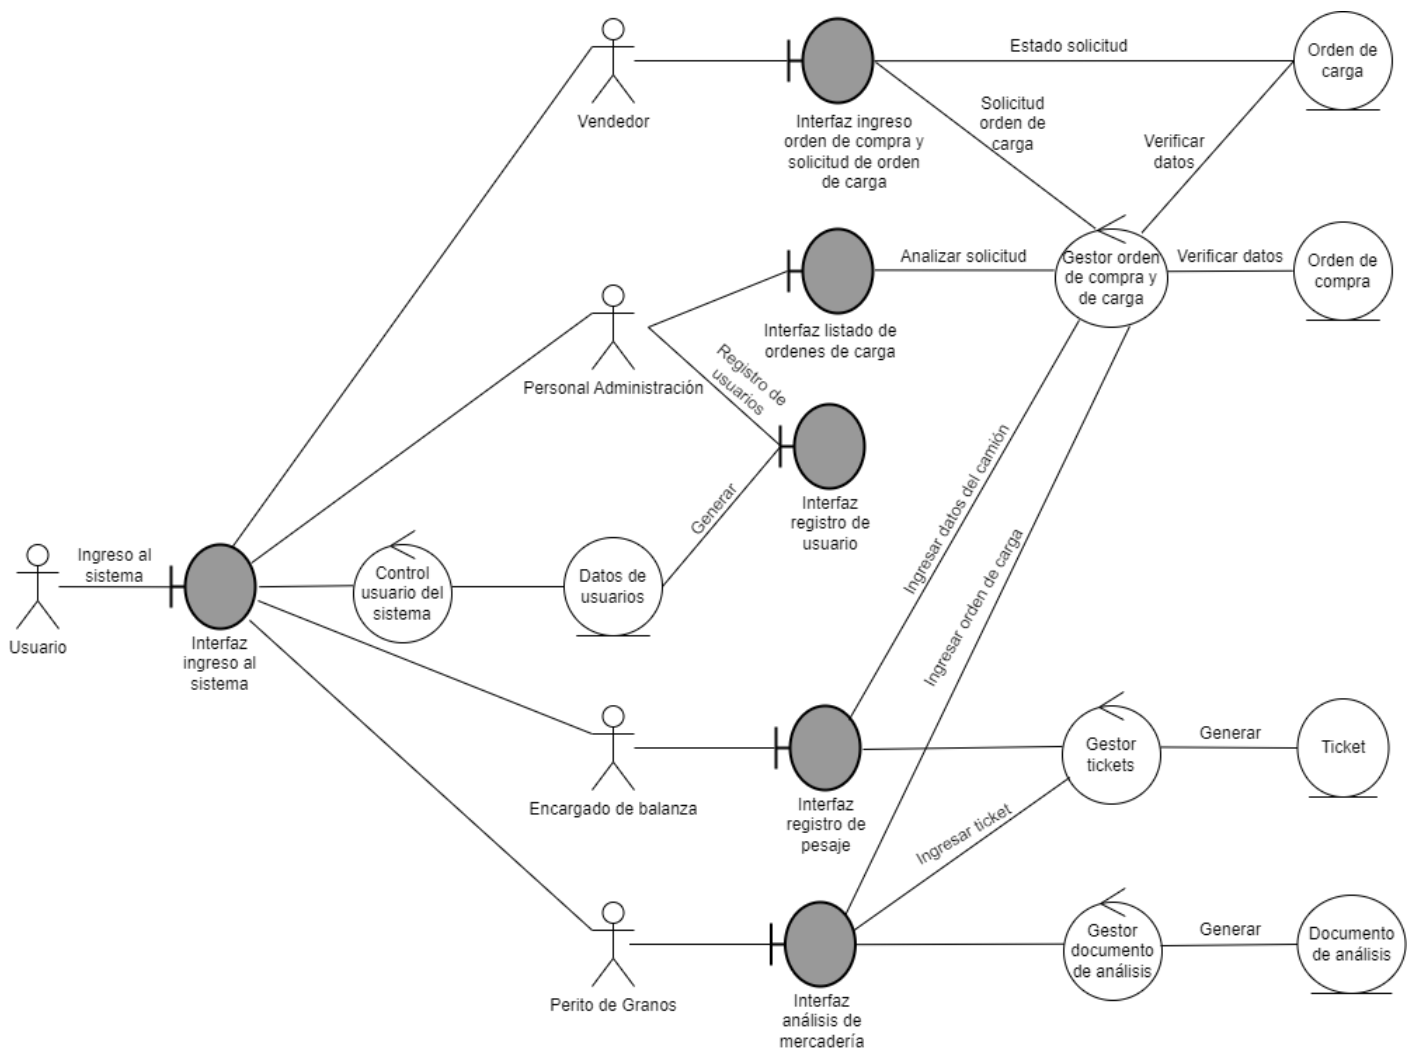 Estado solicitud
Orden de
carga
Vendedor
Interfaz ingreso
orden de compra y
solicitud de orden
de carga
Solicitud
orden de
carga
Verificar
datos
Analizar solicitud
Gestor orden
de compra y
de carga
Verificar datos
Orden de
compra
Interfaz listado de
ordenes de carga
Personal Administración
Registro de
usuarios
Interfaz
registro de
usuario
Generar
Ingresar datos del camión
Ingresar orden de carga
Ingreso al
sistema
Usuario
Interfaz
ingreso al
sistema
Control
usuario del
sistema
Datos de
usuarios
Encargado de balanza
Interfaz
registro de
pesaje
Gestor
tickets
Generar
Ticket
Ingresar ticket
Perito de Granos
Interfaz
análisis de
mercadería
Gestor
documento
de análisis
Generar
Documento
de análisis